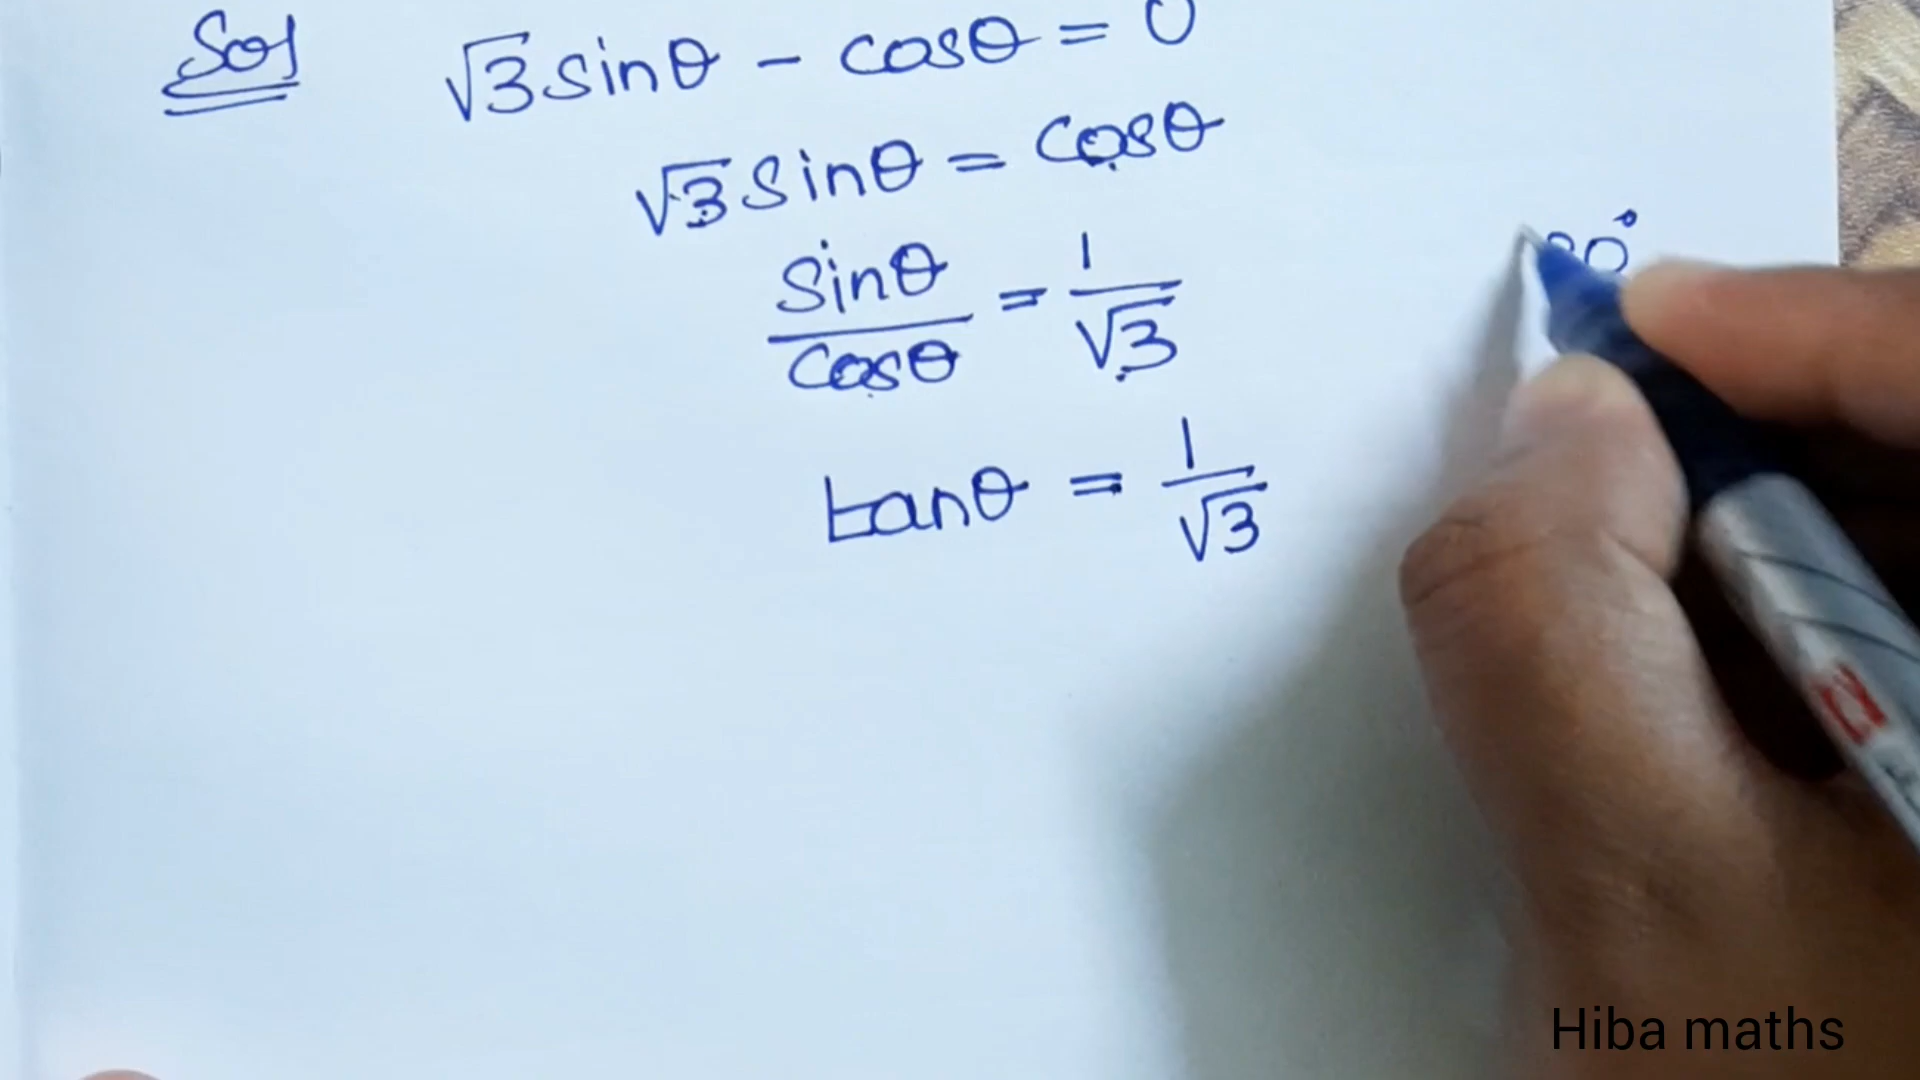 Sol √3 sinθ - cosθ = 0
√3 sinθ = cosθ
sinθ/cosθ = 1/√3
tanθ = 1/√3
Hiba maths